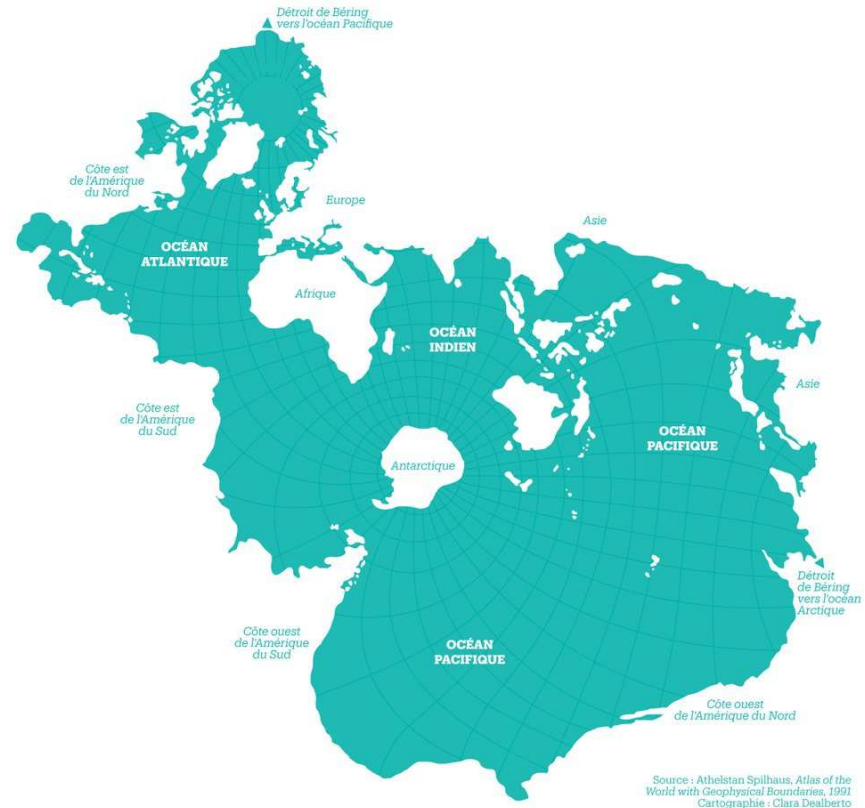 Détroit de Béring
vers l'océan Pacifique
Côte est
de l'Amérique
du Nord
Europe
Asie
OCÉAN
ATLANTIQUE
Afrique
OCÉAN
INDIEN
Asie
Côte est
de l'Amérique
du Sud
OCÉAN
PACIFIQUE
Antarctique
Détroit
de Béring
vers l'océan
Arctique
Côte ouest
de l'Amérique
du Sud
OCÉAN
PACIFIQUE
Côte ouest
de l'Amérique du Nord
Source : Athelstan Spilhaus, Atlas of the
World with Geophysical Boundaries, 1991
Cartographie : Clara Dealberto